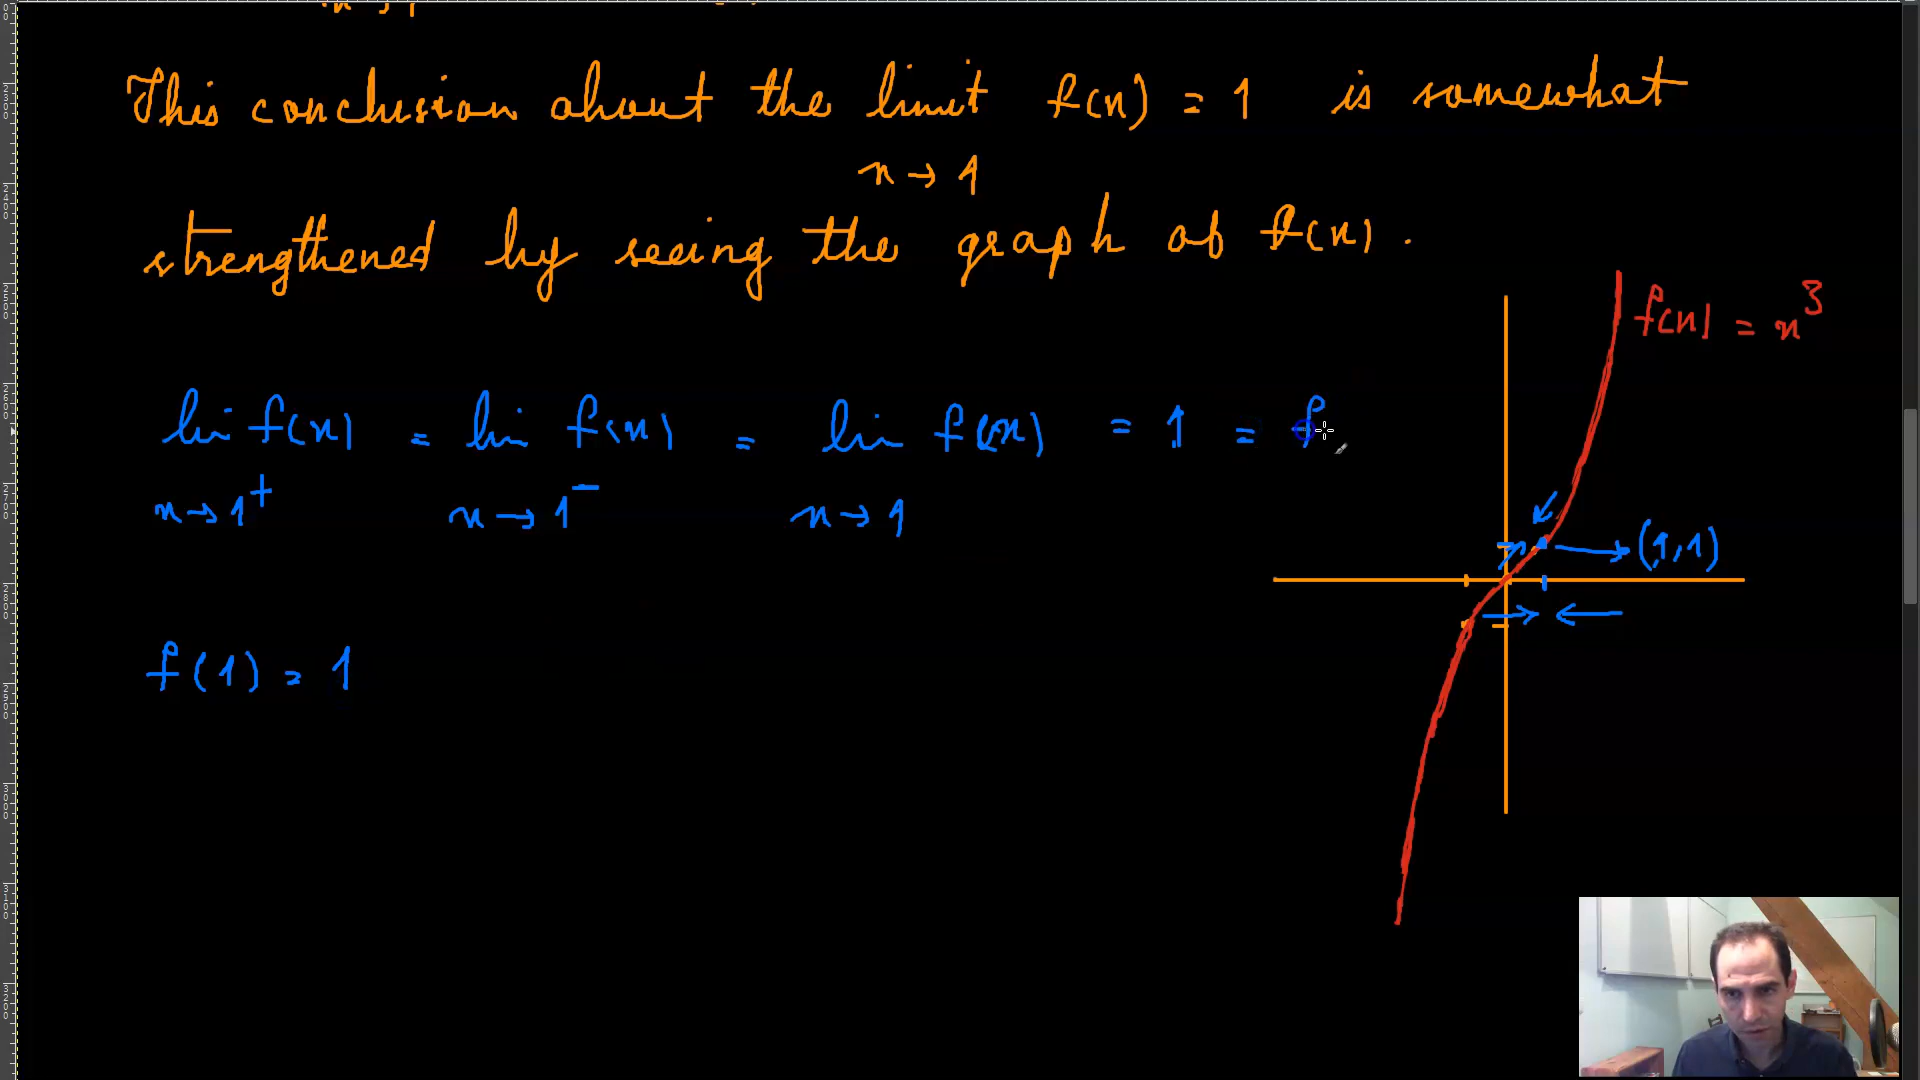 This conclusion about the limit f(x) = 1 is somewhat
x → 1
strengthened by seeing the graph of f(x).
f(x) = x³
lim f(x) = lim f(x) = lim f(x) = 1 = f
x → 1⁺ x → 1⁻ x → 1
(1,1)
f(1) = 1